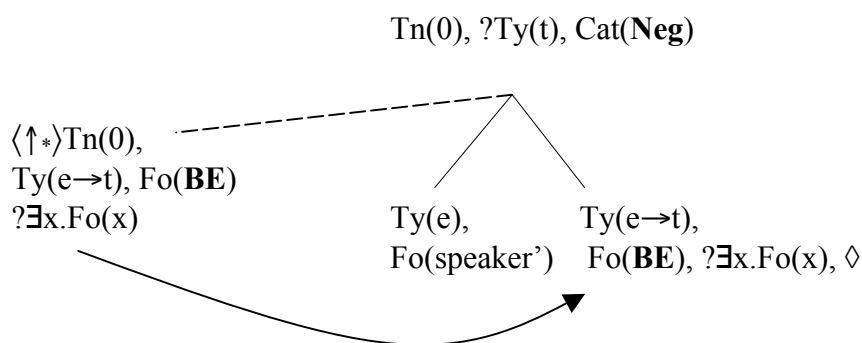 Tn(0), ?Ty(t), Cat(Neg)
⟨↑*⟩Tn(0),
Ty(e→t), Fo(BE)
?∃x.Fo(x)
Ty(e),
Fo(speaker’)
Ty(e→t),
Fo(BE), ?∃x.Fo(x), ◊